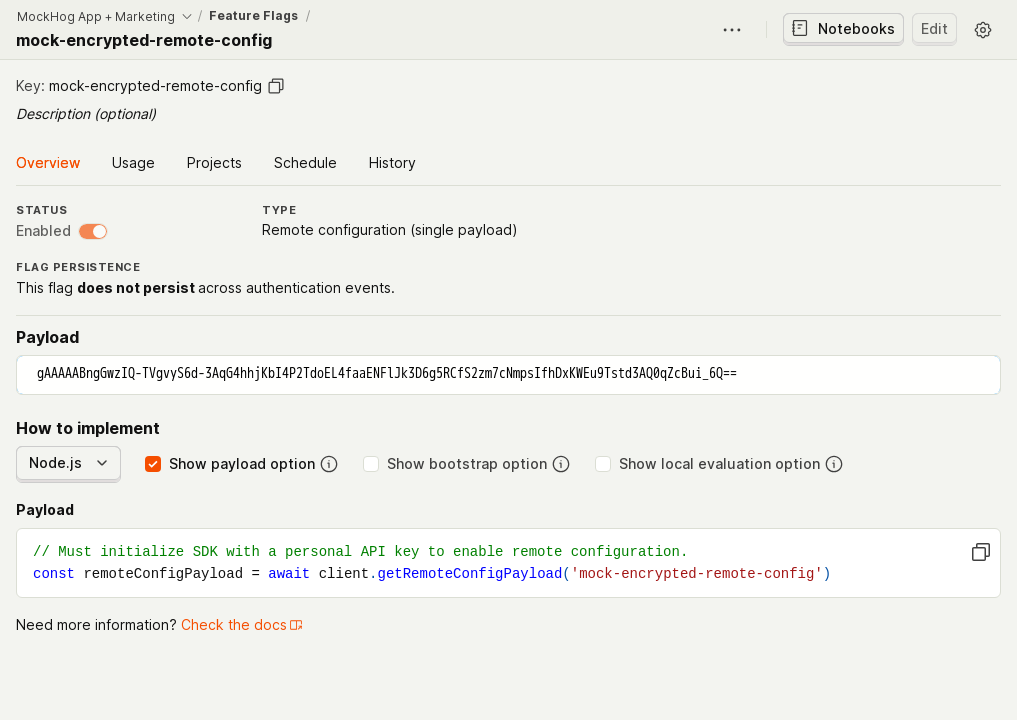 MockHog App + Marketing / Feature Flags /
mock-encrypted-remote-config
Notebooks
Edit
Key: mock-encrypted-remote-config
Description (optional)
Overview Usage Projects Schedule History
STATUS
Enabled
TYPE
Remote configuration (single payload)
FLAG PERSISTENCE
This flag does not persist across authentication events.
Payload
gAAAAABngGwzIQ-TVgvyS6d-3AqG4hhjKbI4P2TdoEL4faaENFlJk3D6g5RCfS2zm7cNmpsIfhDxKWEu9Tstd3AQ0qZcBui_6Q==
How to implement
Node.js Show payload option Show bootstrap option Show local evaluation option
Payload
// Must initialize SDK with a personal API key to enable remote configuration.
const remoteConfigPayload = await client.getRemoteConfigPayload('mock-encrypted-remote-config')
Need more information? Check the docs